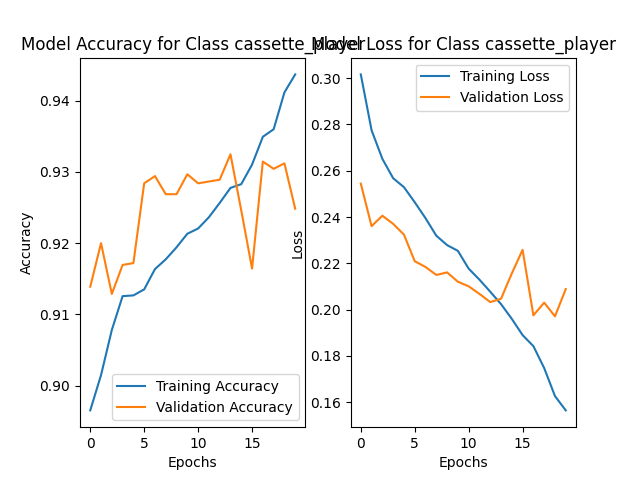 Model Accuracy for Class cassette_player
Model Loss for Class cassette_player
Accuracy
0.94
0.93
0.92
0.91
0.90
Training Accuracy
Validation Accuracy
0
5
10
15
Epochs
Loss
0.30
0.28
0.26
0.24
0.22
0.20
0.18
0.16
Training Loss
Validation Loss
0
5
10
15
Epochs